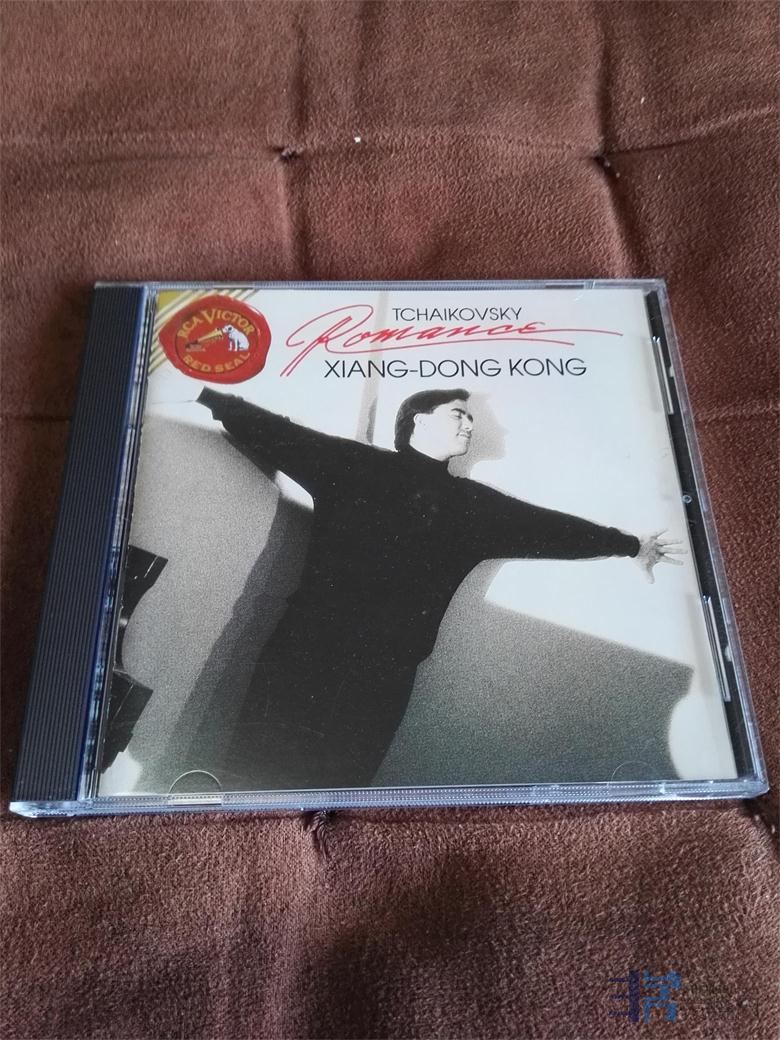 RCA VICTOR
RED SEAL
TCHAIKOVSKY
Romance
XIANG-DONG KONG